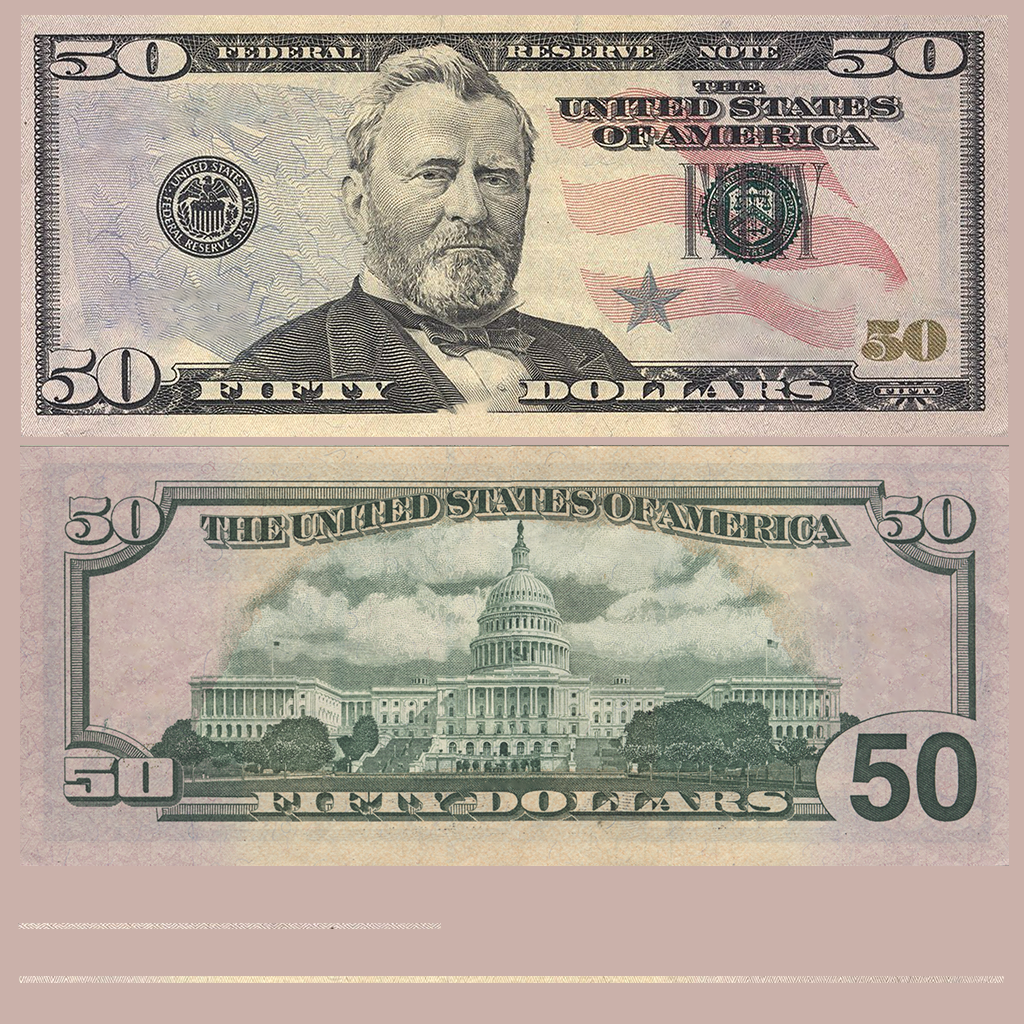 50 FEDERAL RESERVE NOTE 50
THE
UNITED STATES
OF AMERICA
UNITED STATES
FEDERAL RESERVE SYSTEM
FIFTY
50
50 FIFTY DOLLARS FIFTY
50 THE UNITED STATES OF AMERICA 50
50 FIFTY DOLLARS 50